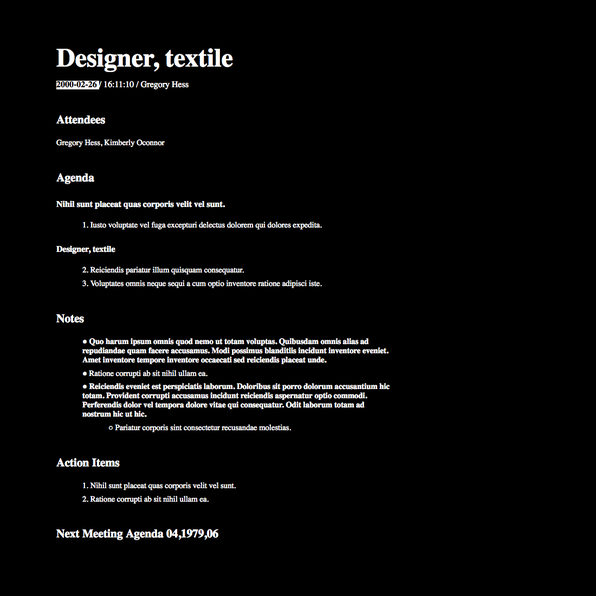 Designer, textile
2000-02-26 / 16:11:10 / Gregory Hess
Attendees
Gregory Hess, Kimberly Oconnor
Agenda
Nihil sunt placeat quas corporis velit vel sunt.
1. Iusto voluptate vel fuga excepturi delectus dolorem qui dolores expedita.
Designer, textile
2. Reiciendis pariatur illum quisquam consequatur.
3. Voluptates omnis neque sequi a cum optio inventore ratione adipisci iste.
Notes
● Quo harum ipsum omnis quod nemo ut totam voluptas. Quibusdam omnis alias ad
repudiandae quam facere accusamus. Modi possimus blanditiis incidunt inventore eveniet.
Amet inventore tempore inventore occaecati sed reiciendis placeat unde.
● Ratione corrupti ab sit nihil ullam ea.
● Reiciendis eveniet est perspiciatis laborum. Doloribus sit porro dolorum accusantium hic
totam. Provident corrupti accusamus incidunt reiciendis aspernatur optio commodi.
Perferendis dolor vel tempora dolore vitae qui consequatur. Odit laborum totam ad
nostrum hic ut hic.
○ Pariatur corporis sint consectetur recusandae molestias.
Action Items
1. Nihil sunt placeat quas corporis velit vel sunt.
2. Ratione corrupti ab sit nihil ullam ea.
Next Meeting Agenda 04,1979,06